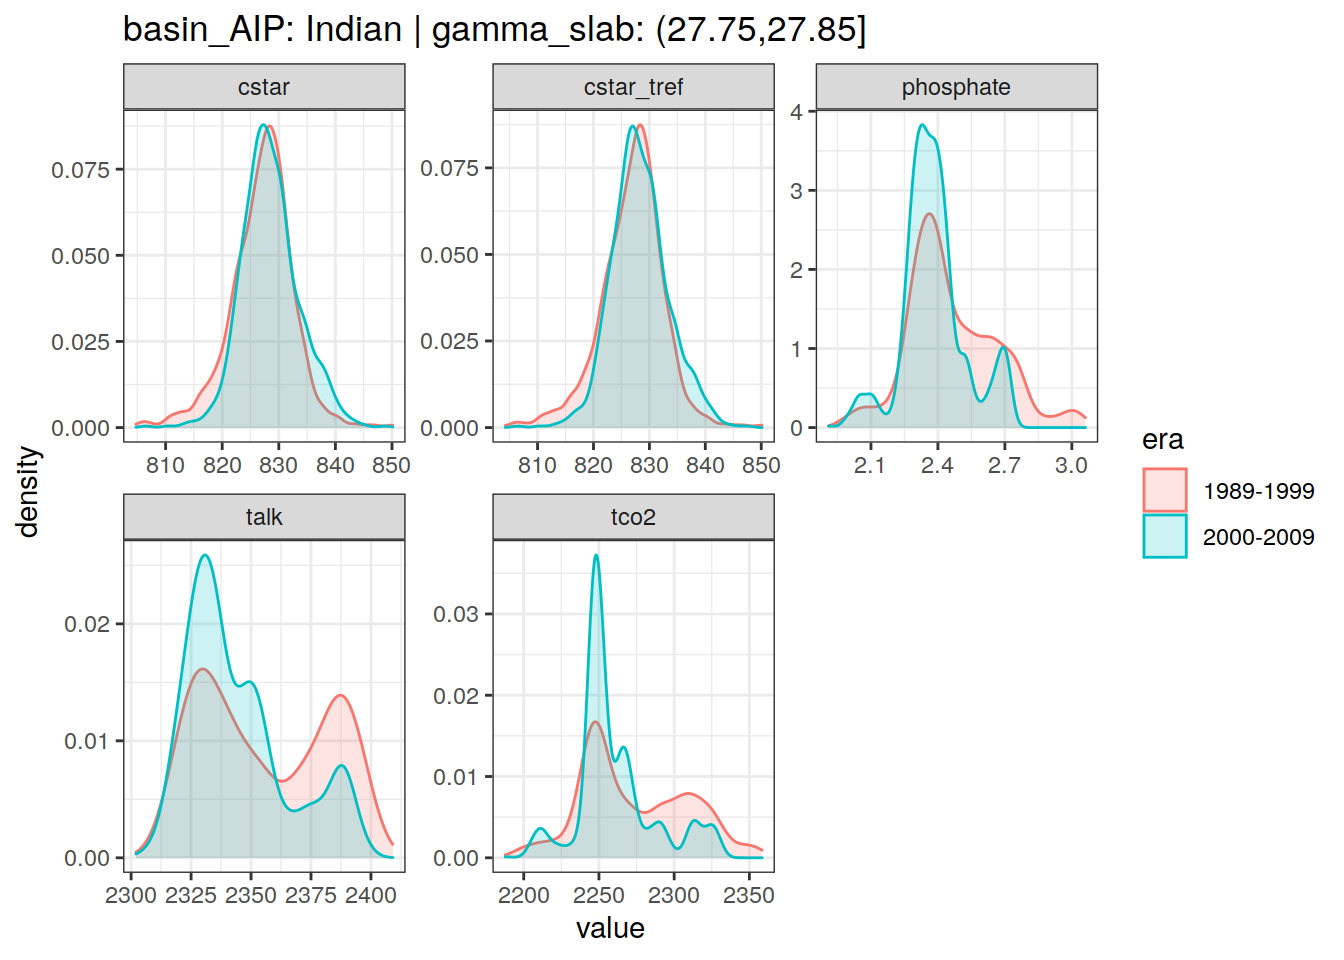 basin_AIP: Indian | gamma_slab: (27.75,27.85]
cstar
cstar_tref
phosphate
0.075
0.050
0.025
0.000
810 820 830 840 850
0.075
0.050
0.025
0.000
810 820 830 840 850
4
3
2
1
0
2.1 2.4 2.7 3.0
density
talk
tco2
0.02
0.01
0.00
2300 2325 2350 2375 2400
0.03
0.02
0.01
0.00
2200 2250 2300 2350
value
era
1989-1999
2000-2009